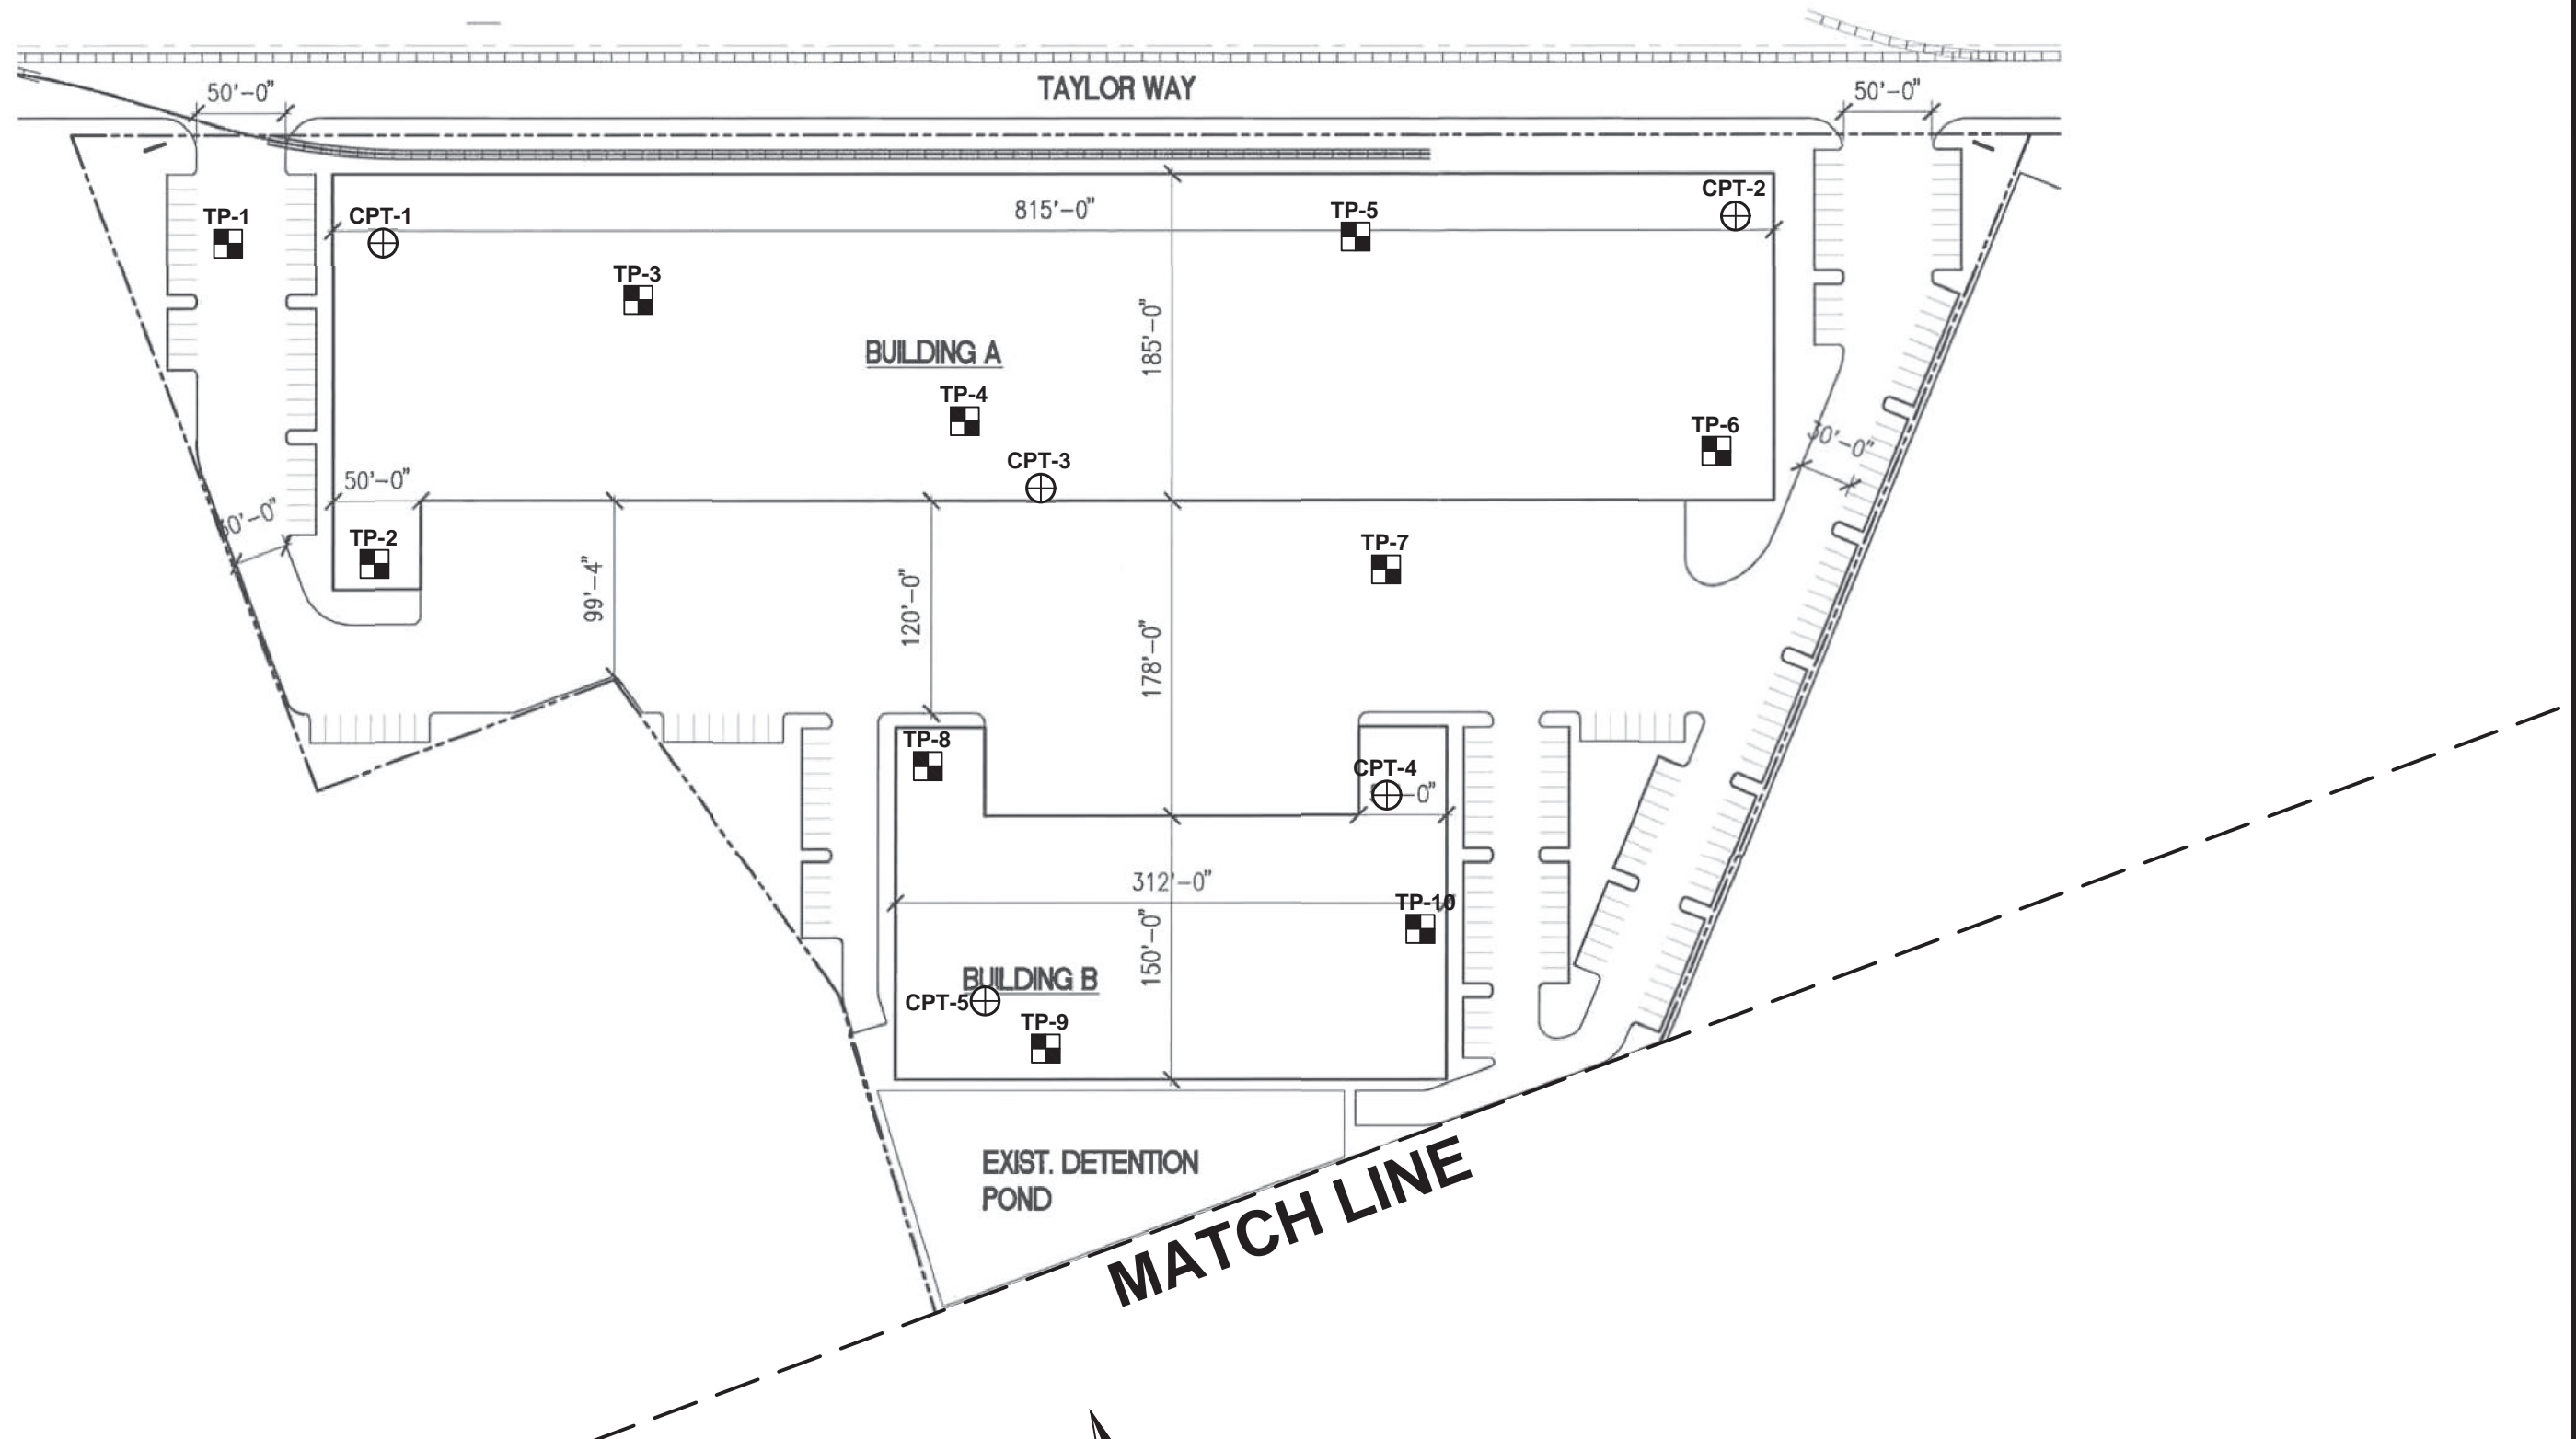 TAYLOR WAY
50'-0"
50'-0"
TP-1
CPT-1
815'-0"
TP-5
CPT-2
TP-3
185'-0"
BUILDING A
TP-4
TP-6
30'-0"
CPT-3
50'-0"
TP-2
99'-4"
120'-0"
178'-0"
TP-7
TP-8
CPT-4
-0"
312'-0"
TP-10
150'-0"
BUILDING B
CPT-5
TP-9
EXIST. DETENTION
POND
MATCH LINE